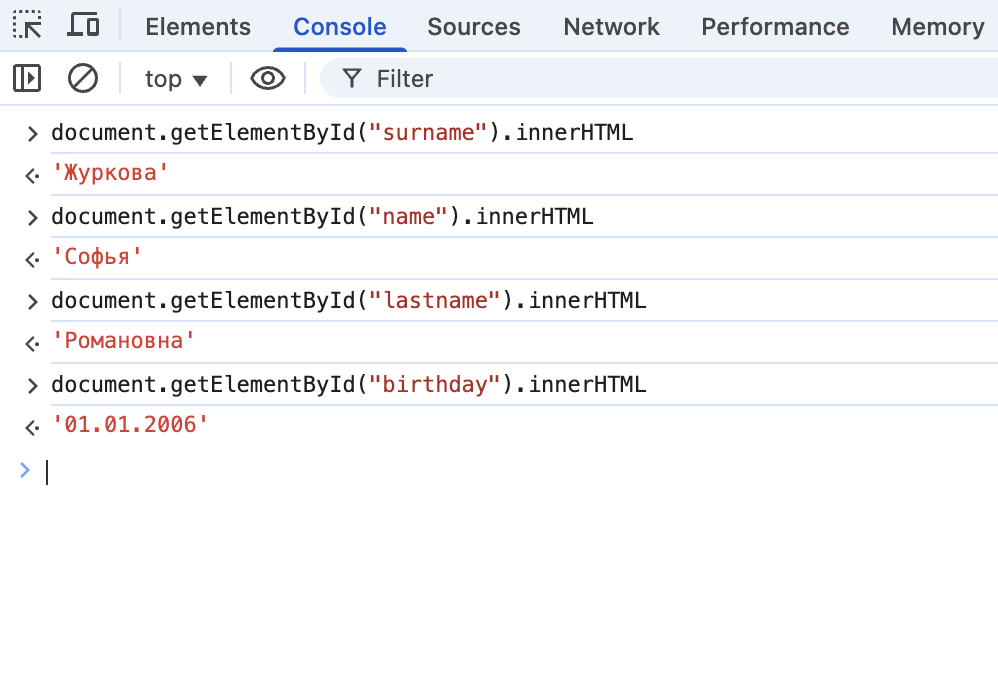 Elements Console Sources Network Performance Memory
top Filter
document.getElementById("surname").innerHTML
'Журкова'
document.getElementById("name").innerHTML
'Софья'
document.getElementById("lastname").innerHTML
'Романовна'
document.getElementById("birthday").innerHTML
'01.01.2006'